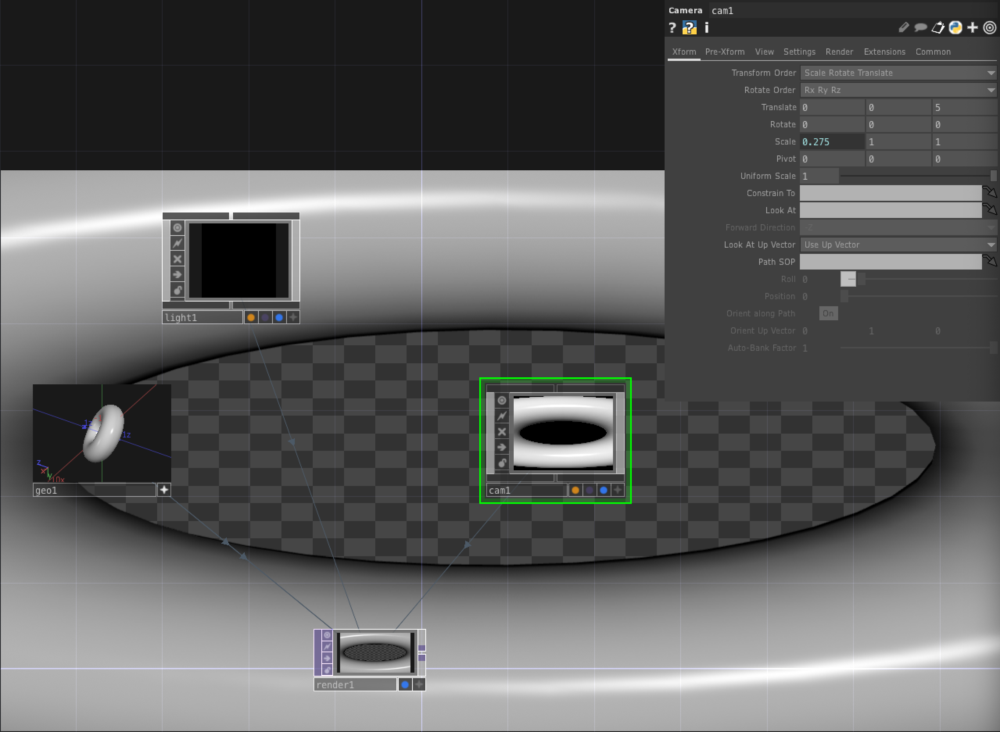 Camera cam1
? ? i
Xform Pre-Xform View Settings Render Extensions Common
Transform Order Scale Rotate Translate
Rotate Order Rx Ry Rz
Translate 0 0 5
Rotate 0 0 0
Scale 0.275 1 1
Pivot 0 0 0
Uniform Scale 1
Constrain To
Look At
Forward Direction -Z
Look At Up Vector Use Up Vector
Path SOP
Roll 0
Position 0
Orient along Path On
Orient Up Vector 0 1 0
Auto-Bank Factor 1
light1
-1
1z
1z
z
x
y
10x
geo1
cam1
render1